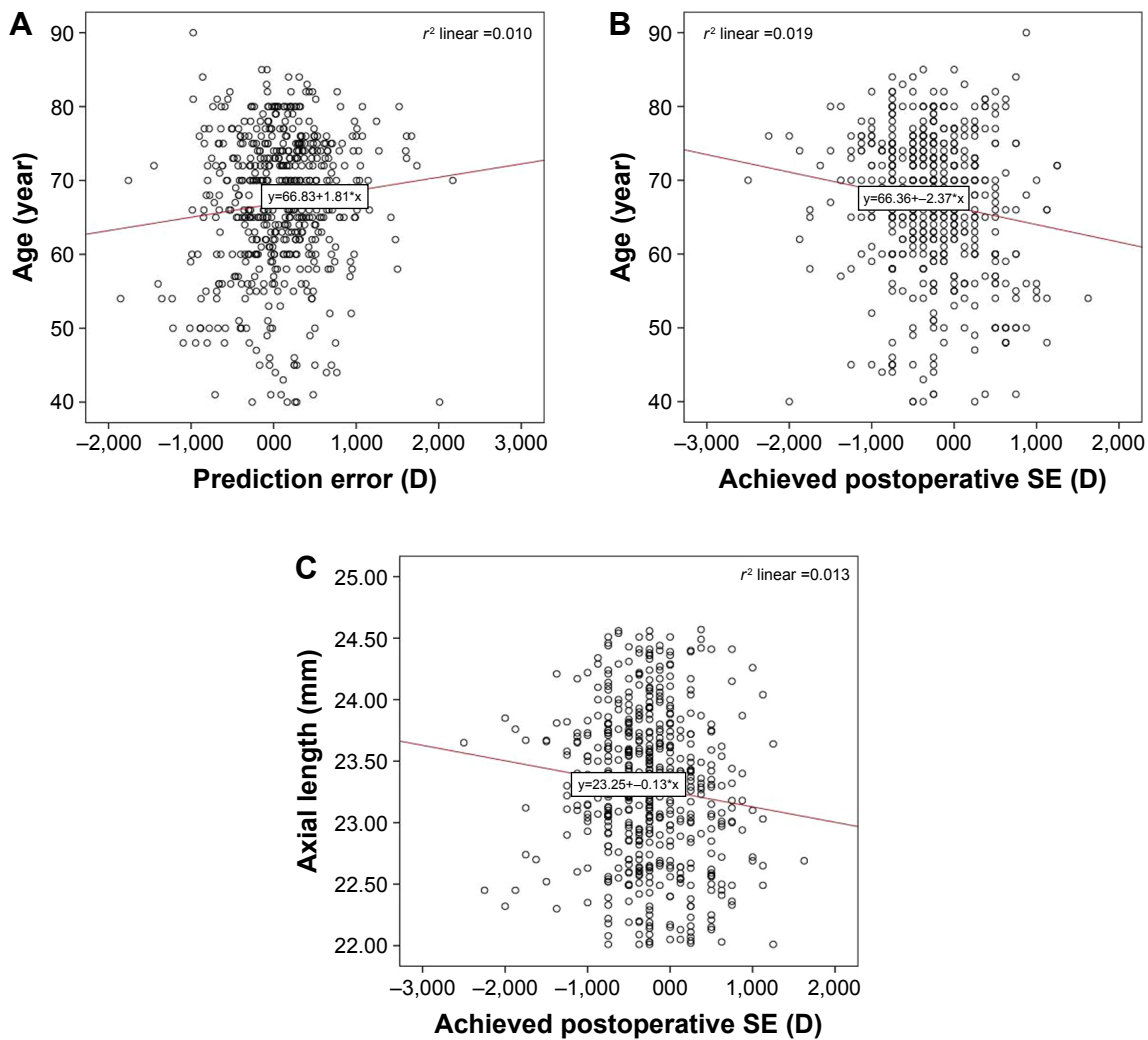 A
r² linear =0.010
90
80
70
60
50
40
Age (year)
y=66.83+1.81*x
–2,000 –1,000 000 1,000 2,000 3,000
Prediction error (D)
B
r² linear =0.019
90
80
70
60
50
40
Age (year)
y=66.36+–2.37*x
–3,000 –2,000 –1,000 000 1,000 2,000
Achieved postoperative SE (D)
C
r² linear =0.013
25.00
24.50
24.00
23.50
23.00
22.50
22.00
Axial length (mm)
y=23.25+–0.13*x
–3,000 –2,000 –1,000 000 1,000 2,000
Achieved postoperative SE (D)